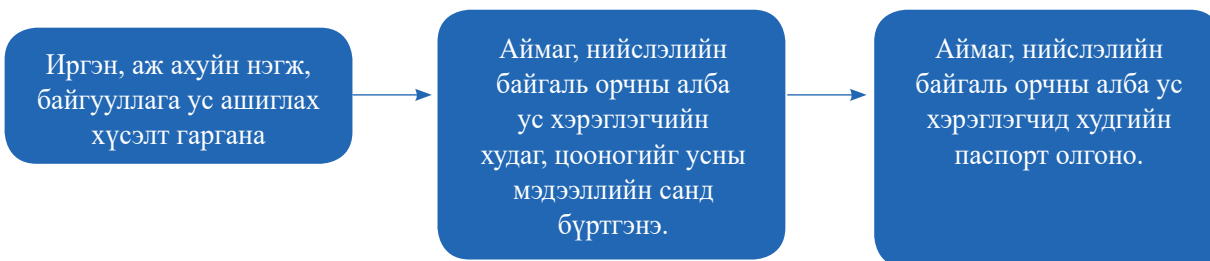 Иргэн, аж ахуйн нэгж,
байгууллага ус ашиглах
хүсэлт гаргана
Аймаг, нийслэлийн
байгаль орчны алба
ус хэрэглэгчийн
худаг, цооногийг усны
мэдээллийн санд
бүртгэнэ.
Аймаг, нийслэлийн
байгаль орчны алба ус
хэрэглэгчид худгийн
паспорт олгоно.